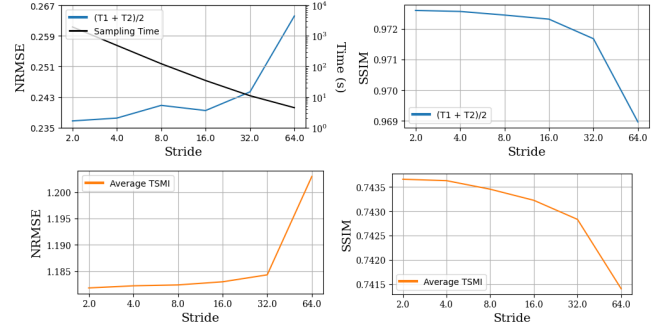 0.267
0.259
0.251
0.243
0.235
NRMSE
(T1 + T2)/2
Sampling Time
10⁴
10³
10²
10¹
10⁰
Time (s)
2.0 4.0 8.0 16.0 32.0 64.0
Stride
0.972
0.971
0.970
0.969
SSIM
(T1 + T2)/2
2.0 4.0 8.0 16.0 32.0 64.0
Stride
1.200
1.195
1.190
1.185
NRMSE
Average TSMI
2.0 4.0 8.0 16.0 32.0 64.0
Stride
0.7435
0.7430
0.7420
0.7415
SSIM
Average TSMI
2.0 4.0 8.0 16.0 32.0 64.0
Stride